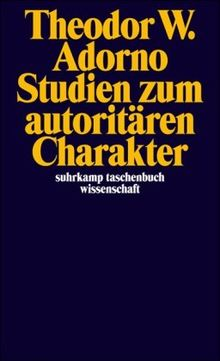 Theodor W.
Adorno
Studien zum
autoritären
Charakter
suhrkamp taschenbuch
wissenschaft